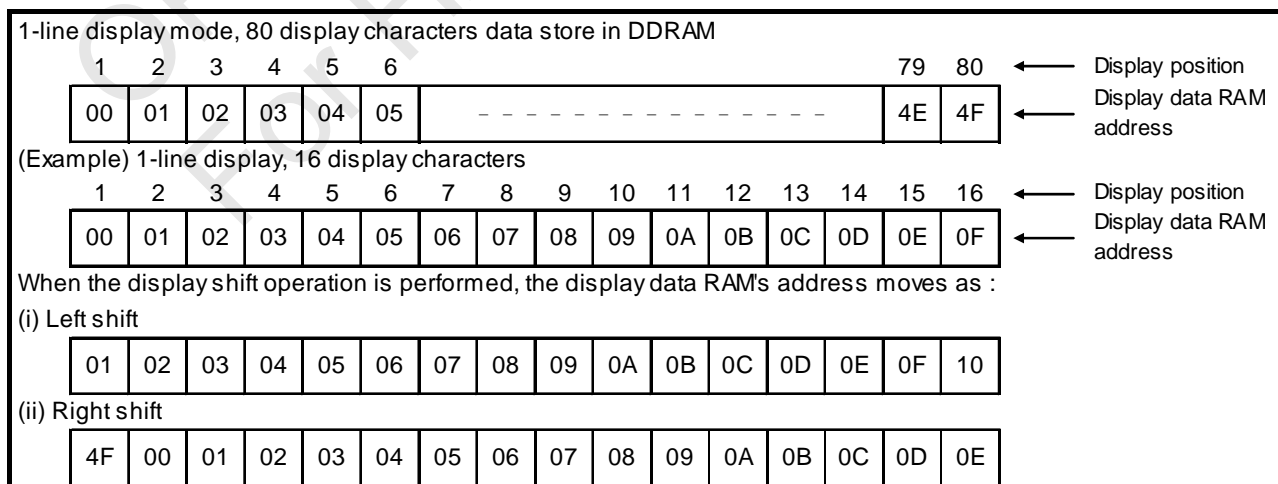 1-line display mode, 80 display characters data store in DDRAM
1 2 3 4 5 6 79 80 Display position
00 01 02 03 04 05 - - - - - - - - - - - - - - - 4E 4F Display data RAM address
(Example) 1-line display, 16 display characters
1 2 3 4 5 6 7 8 9 10 11 12 13 14 15 16 Display position
00 01 02 03 04 05 06 07 08 09 0A 0B 0C 0D 0E 0F Display data RAM address
When the display shift operation is performed, the display data RAM's address moves as :
(i) Left shift
01 02 03 04 05 06 07 08 09 0A 0B 0C 0D 0E 0F 10
(ii) Right shift
4F 00 01 02 03 04 05 06 07 08 09 0A 0B 0C 0D 0E